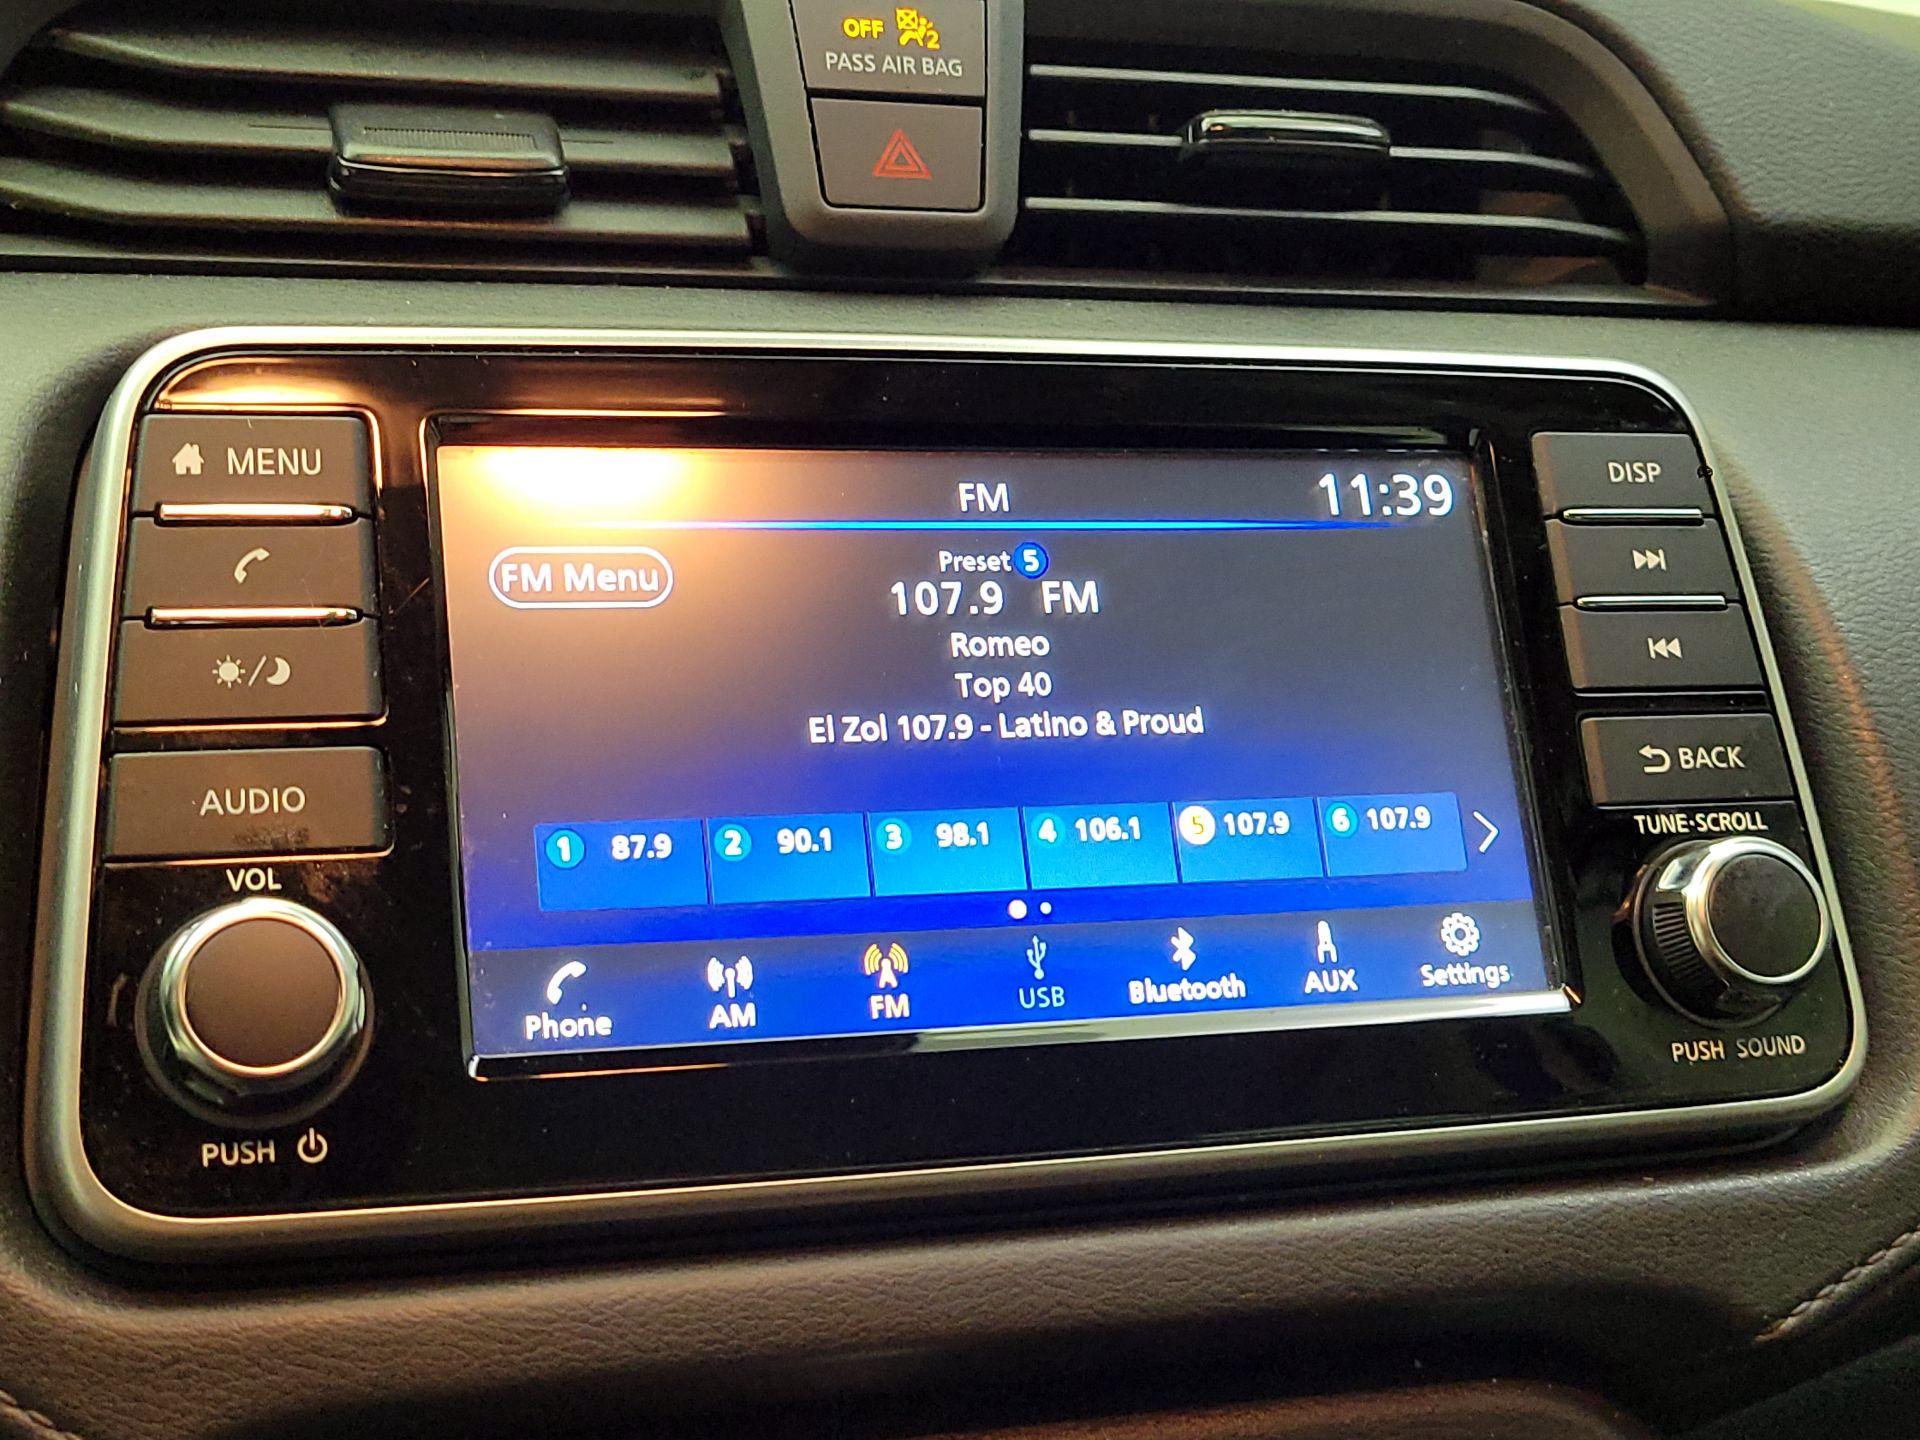 OFF 2
PASS AIR BAG
MENU
DISP
FM
11:39
FM Menu
Preset 5
107.9 FM
Romeo
Top 40
El Zol 107.9 - Latino & Proud
BACK
AUDIO
1 87.9
2 90.1
3 98.1
4 106.1
5 107.9
6 107.9
TUNE·SCROLL
VOL
Phone
AM
FM
USB
Bluetooth
AUX
Settings
PUSH SOUND
PUSH